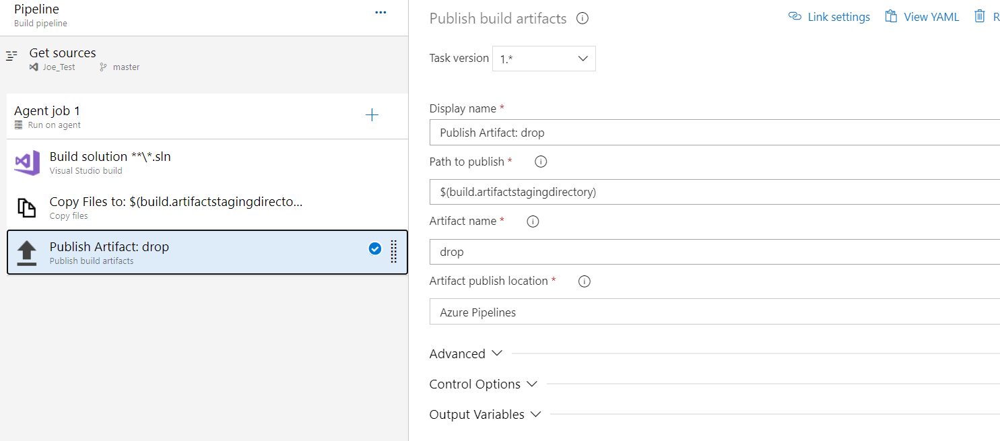 Pipeline
Build pipeline
Get sources
Joe_Test master
Agent job 1
Run on agent
Build solution **\*.sln
Visual Studio build
Copy Files to: $(build.artifactstagingdirecto...
Copy files
Publish Artifact: drop
Publish build artifacts
Publish build artifacts
Link settings
View YAML
R
Task version 1.*
Display name *
Publish Artifact: drop
Path to publish *
$(build.artifactstagingdirectory)
Artifact name *
drop
Artifact publish location *
Azure Pipelines
Advanced
Control Options
Output Variables